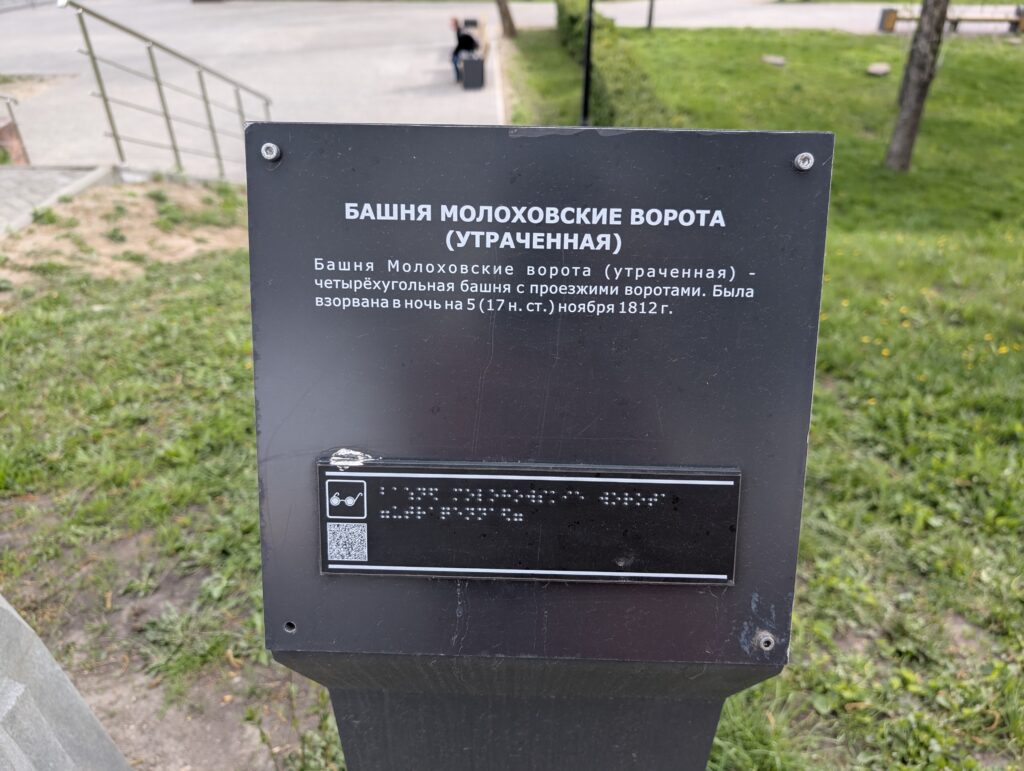 БАШНЯ МОЛОХОВСКИЕ ВОРОТА
(УТРАЧЕННАЯ)
Башня Молоховские ворота (утраченная) -
четырёхугольная башня с проезжими воротами. Была
взорвана в ночь на 5 (17 н. ст.) ноября 1812 г.